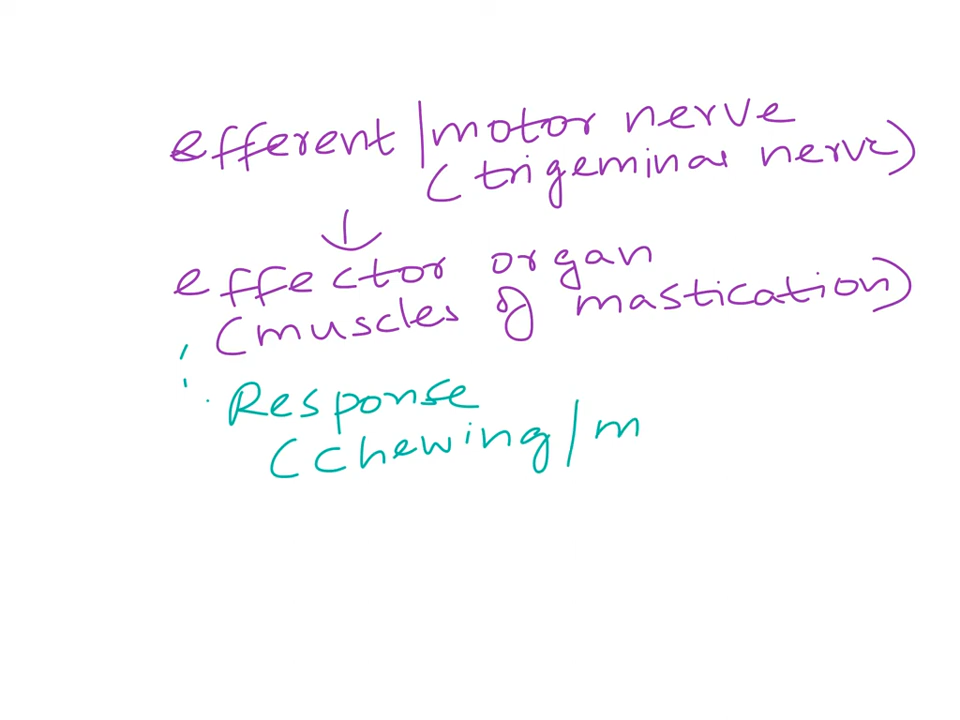 efferent/motor nerve
(trigeminal nerve)
↓
effector organ
(muscles of mastication)
Response
(chewing/m